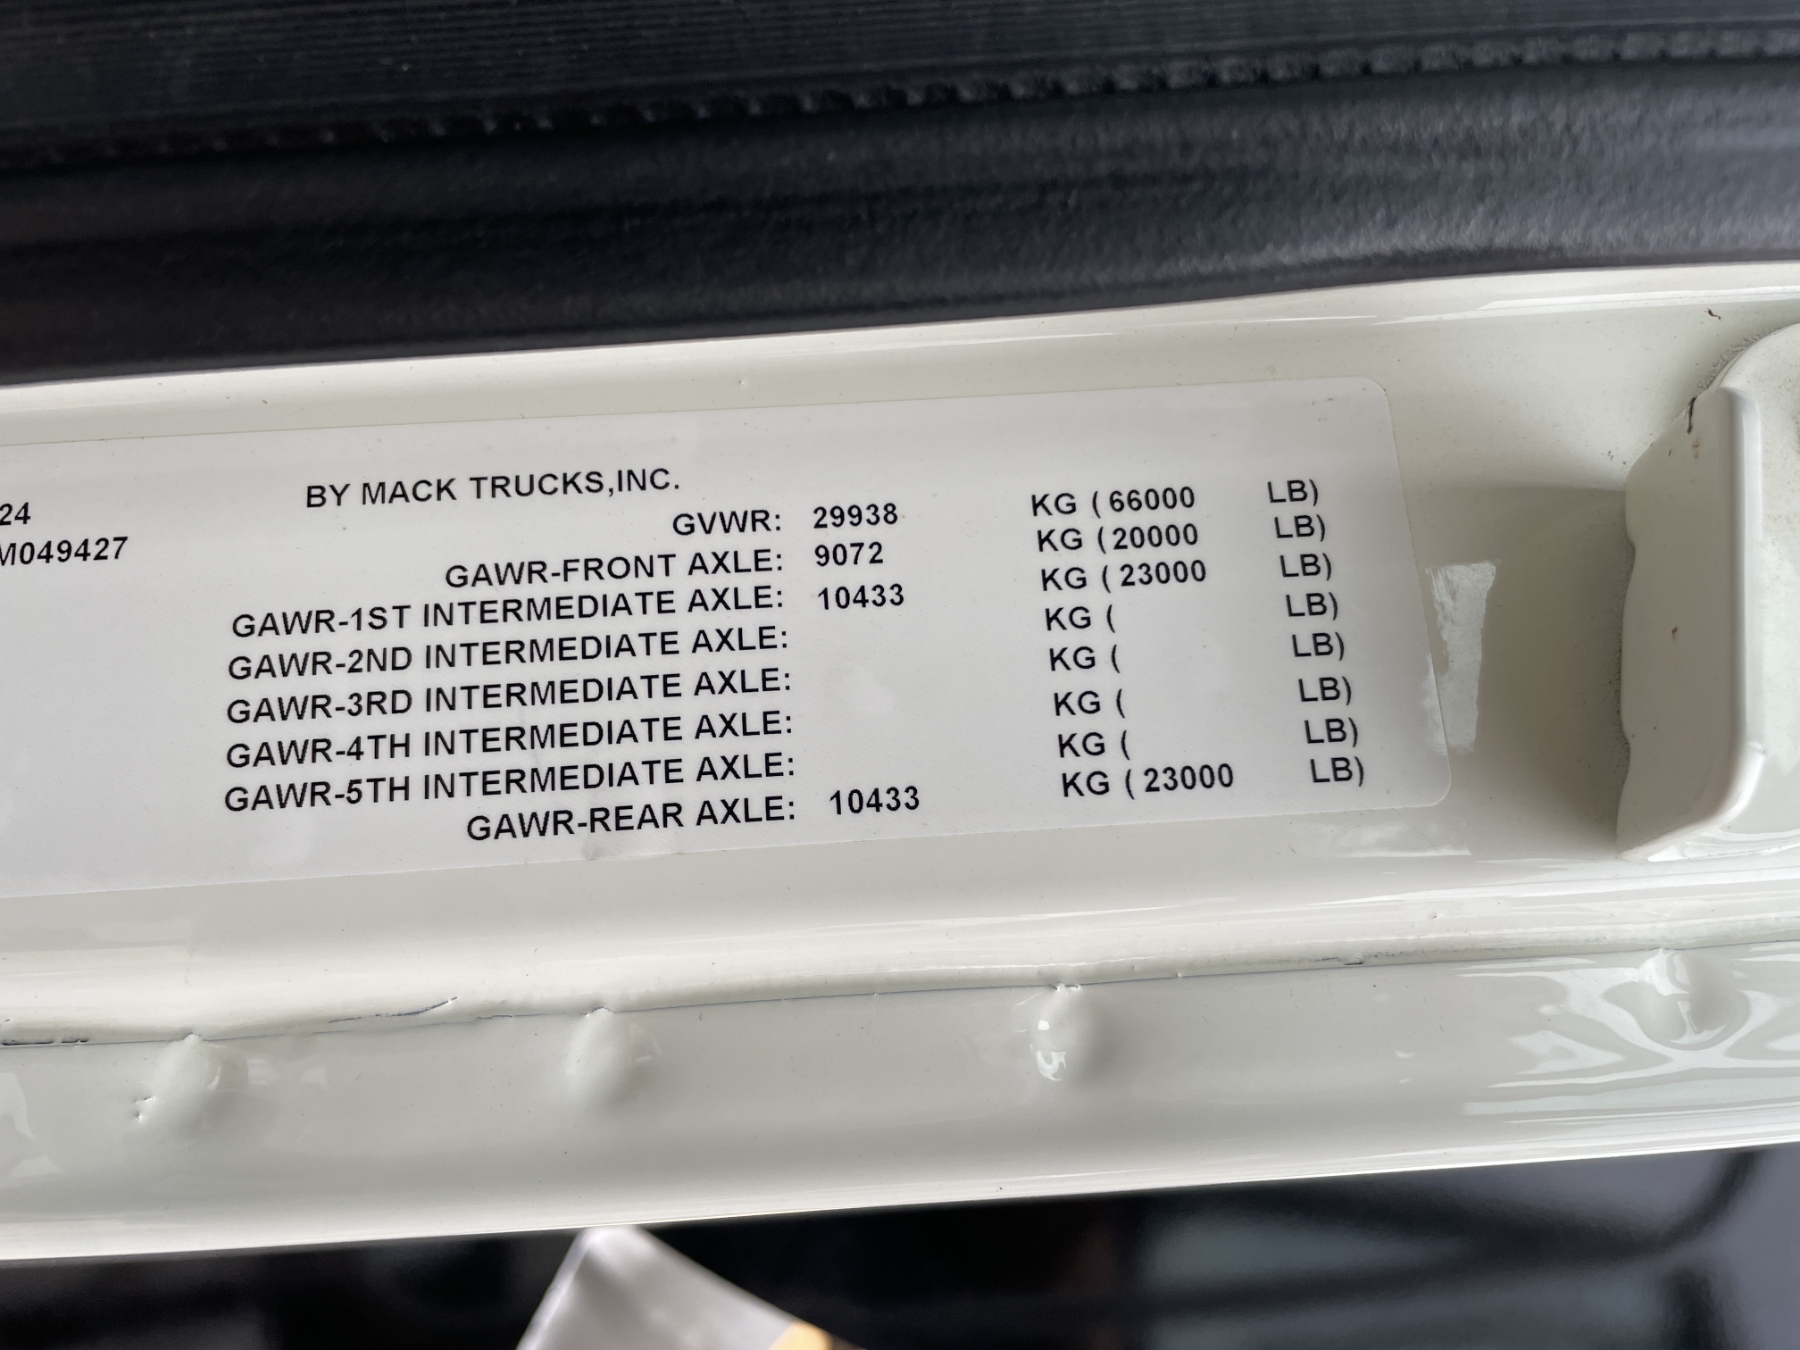 BY MACK TRUCKS,INC.
24
M049427
GVWR: 29938 KG ( 66000 LB)
GAWR-FRONT AXLE: 9072 KG ( 20000 LB)
GAWR-1ST INTERMEDIATE AXLE: 10433 KG ( 23000 LB)
GAWR-2ND INTERMEDIATE AXLE: KG ( LB)
GAWR-3RD INTERMEDIATE AXLE: KG ( LB)
GAWR-4TH INTERMEDIATE AXLE: KG ( LB)
GAWR-5TH INTERMEDIATE AXLE: KG ( LB)
GAWR-REAR AXLE: 10433 KG ( 23000 LB)